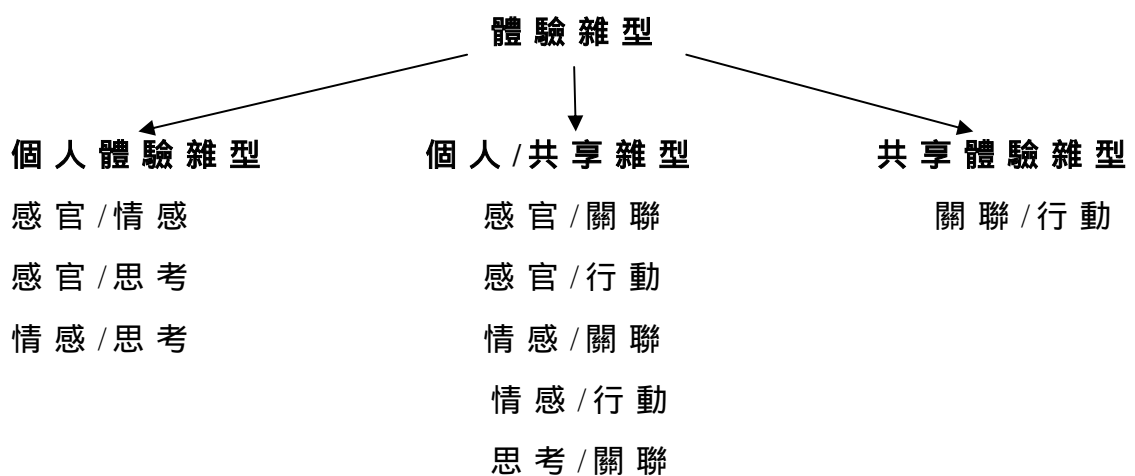 體驗雜型
個人體驗雜型 個人/共享雜型 共享體驗雜型
感官/情感 感官/關聯 關聯/行動
感官/思考 感官/行動
情感/思考 情感/關聯
情感/行動
思考/關聯